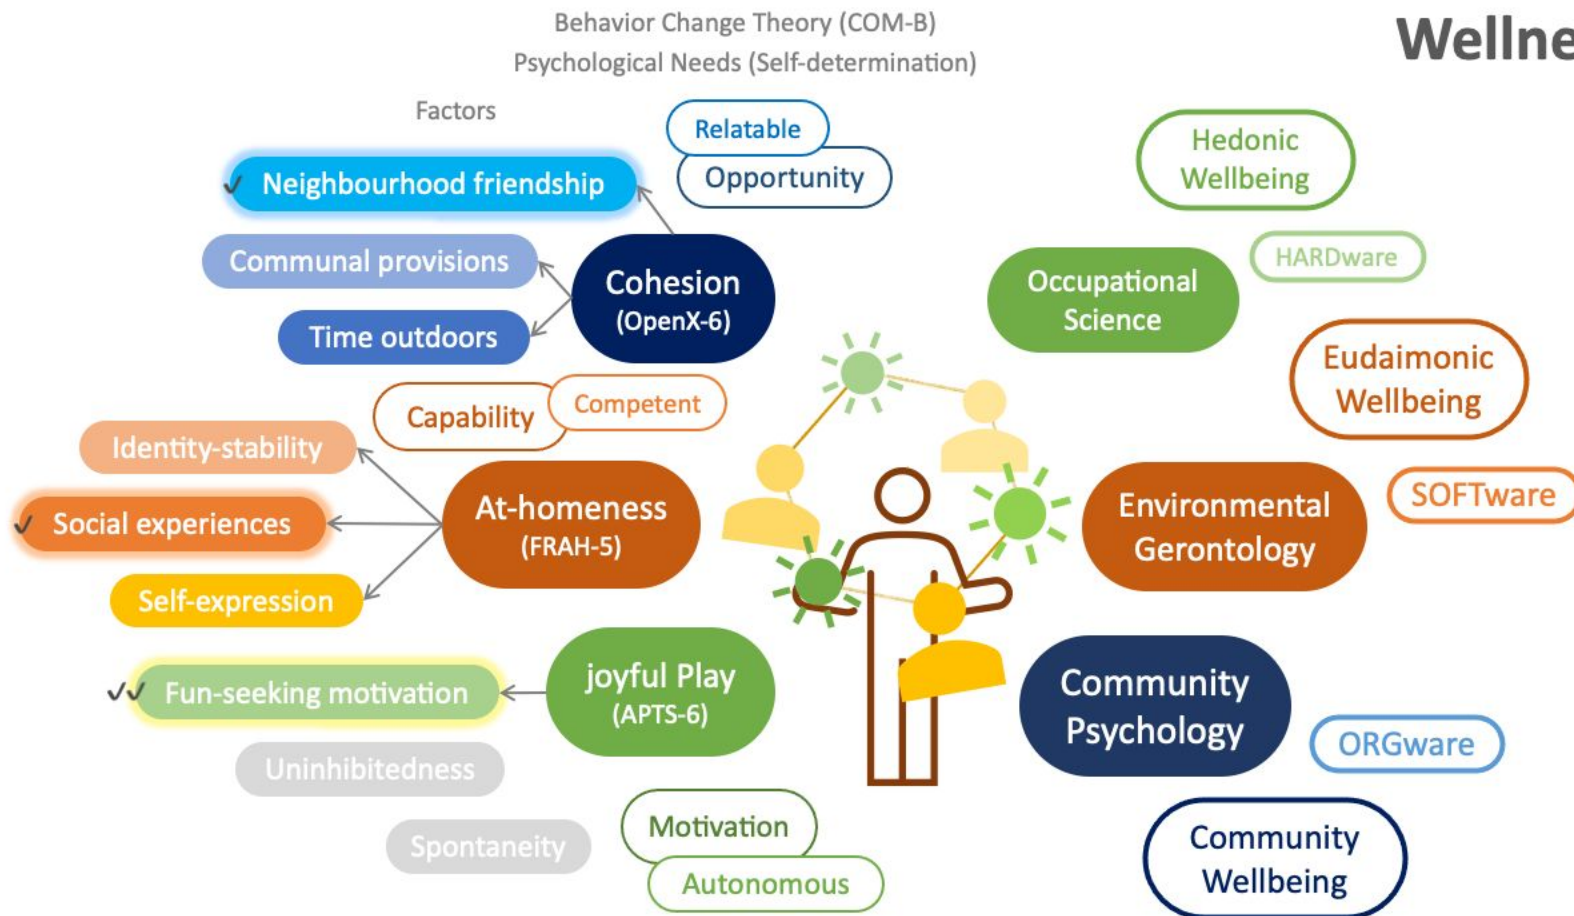 Behavior Change Theory (COM-B)
Psychological Needs (Self-determination)
Factors
Relatable
Opportunity
✓ Neighbourhood friendship
Communal provisions
Time outdoors
Cohesion
(OpenX-6)
Capability
Competent
Identity-stability
✓ Social experiences
Self-expression
At-homeness
(FRAH-5)
✓✓ Fun-seeking motivation
Uninhibitedness
Spontaneity
joyful Play
(APTS-6)
Motivation
Autonomous
Wellne
Hedonic
Wellbeing
HARDware
Occupational
Science
Eudaimonic
Wellbeing
SOFTware
Environmental
Gerontology
Community
Psychology
ORGware
Community
Wellbeing